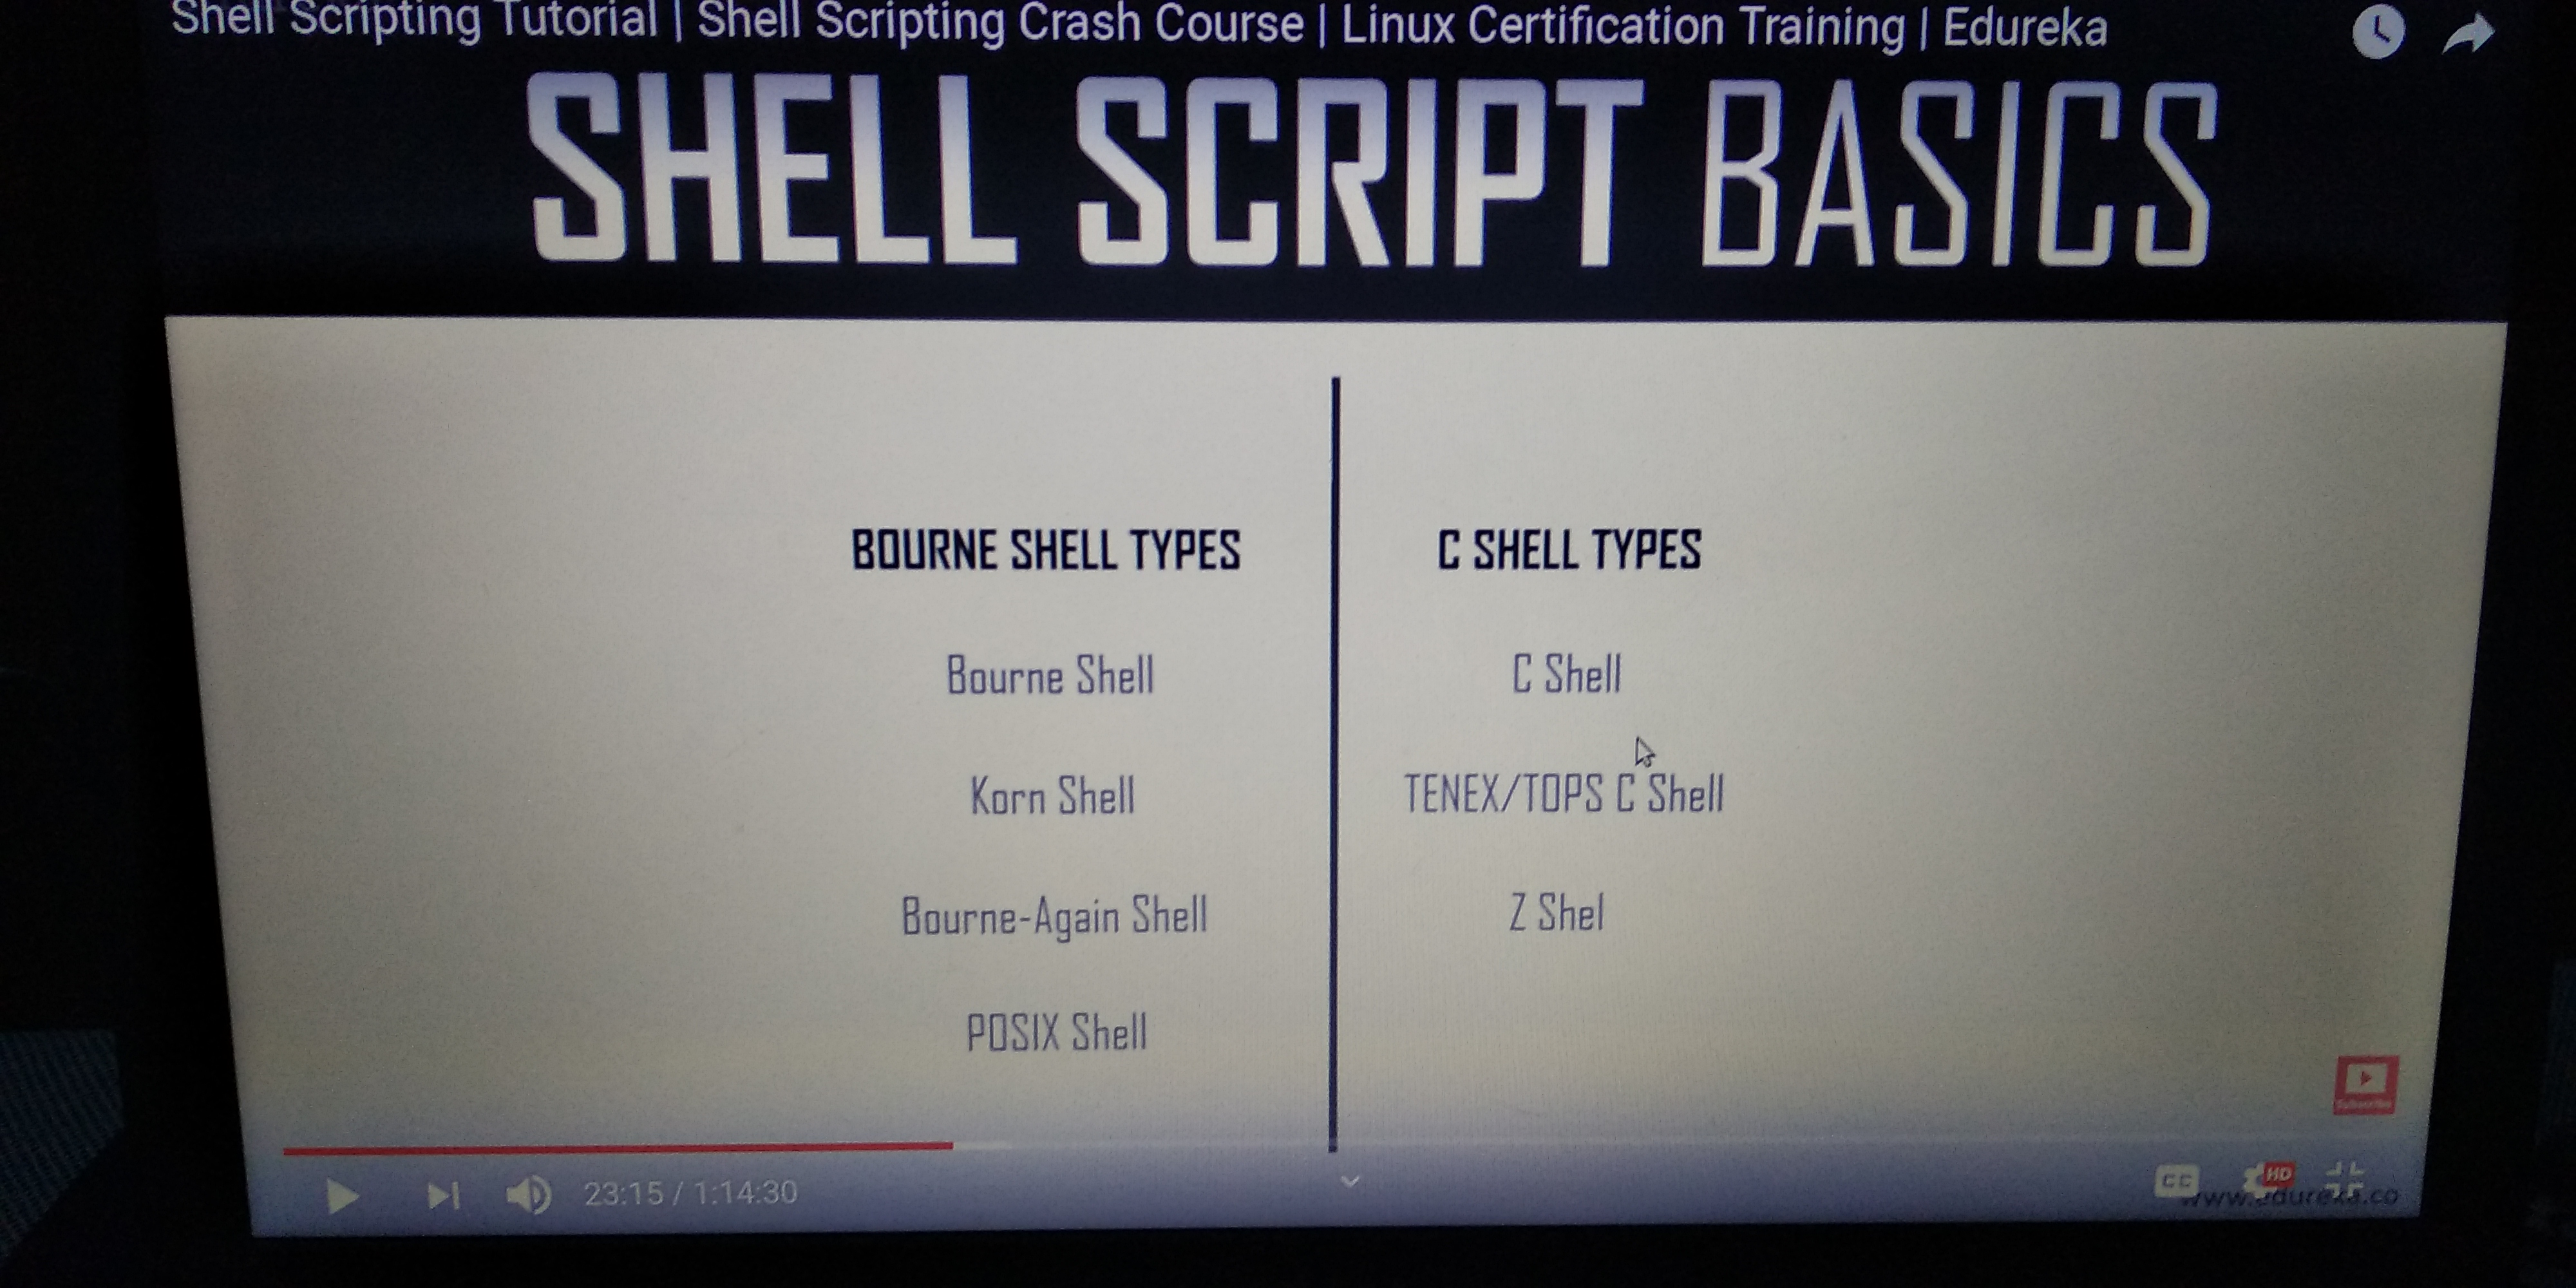 Shell Scripting Tutorial | Shell Scripting Crash Course | Linux Certification Training | Edureka
SHELL SCRIPT BASICS
BOURNE SHELL TYPES
Bourne Shell
Korn Shell
Bourne-Again Shell
POSIX Shell
C SHELL TYPES
C Shell
TENEX/TOPS C Shell
Z Shel
Subscribe
23:15 / 1:14:30
CC
HD
www.edureka.co